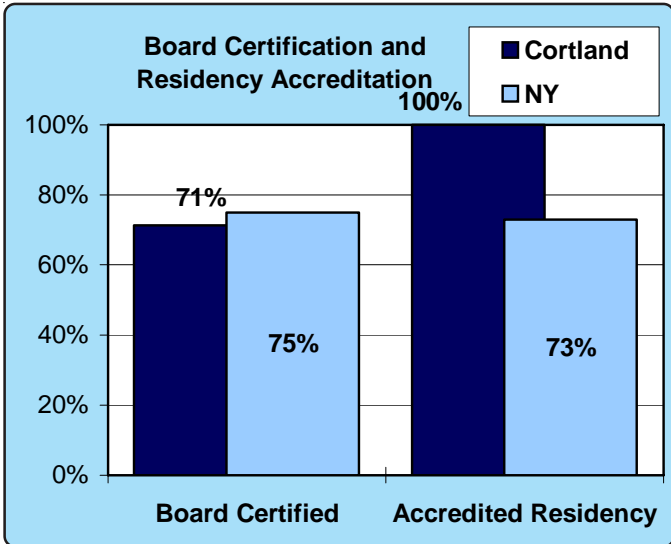 Board Certification and
Residency Accreditation
Cortland
NY
100%
100%
80%
60%
40%
20%
0%
71%
75%
73%
Board Certified
Accredited Residency